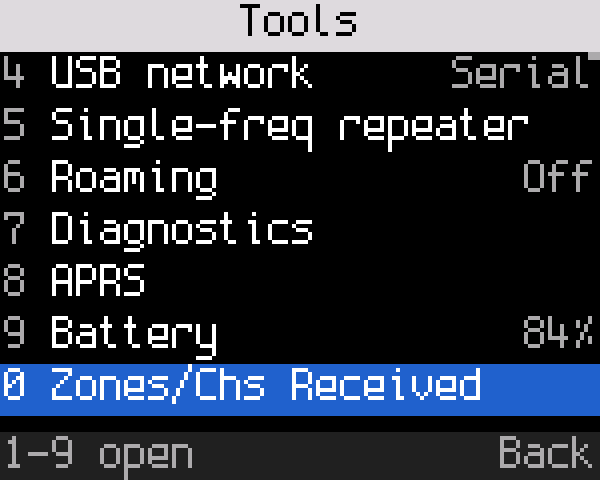 Tools
4 USB network Serial
5 Single-freq repeater
6 Roaming Off
7 Diagnostics
8 APRS
9 Battery 84%
0 Zones/Chs Received
1-9 open Back